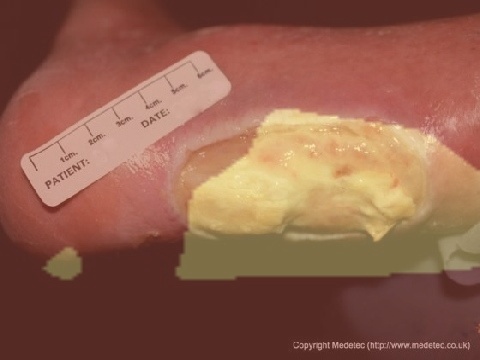 1cm. 2cm. 3cm. 4cm. 5cm. 6cm.
PATIENT: DATE:
Copyright Medetec (http://www.medetec.co.uk)